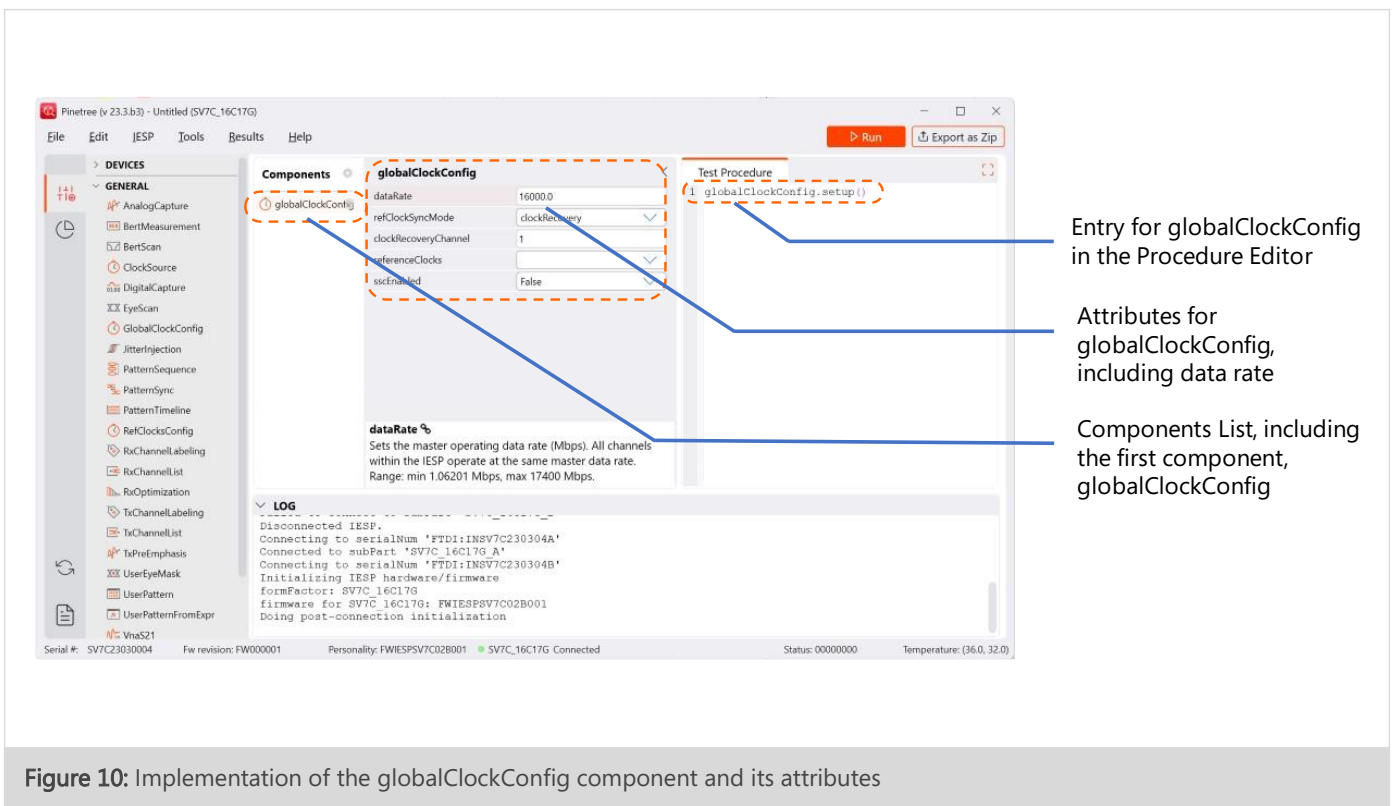 Pinetree (v 23.3.b3) - Untitled (SV7C_16C17G)
File Edit IESP Tools Results Help
Run
Export as Zip
DEVICES
GENERAL
AnalogCapture
BertMeasurement
BertScan
ClockSource
DigitalCapture
EyeScan
GlobalClockConfig
JitterInjection
PatternSequence
PatternSync
PatternTimeline
RefClocksConfig
RxChannelLabeling
RxChannelList
RxOptimization
TxChannelLabeling
TxChannelList
TxPreEmphasis
UserEyeMask
UserPattern
UserPatternFromExpr
VnaS21
Components
globalClockConfig
globalClockConfig
dataRate 16000.0
refClockSyncMode clockRecovery
clockRecoveryChannel 1
referenceClocks
sscEnabled False
dataRate
Sets the master operating data rate (Mbps). All channels
within the IESP operate at the same master data rate.
Range: min 1.06201 Mbps, max 17400 Mbps.
Test Procedure
1 globalClockConfig.setup()
LOG
Disconnected IESP.
Connecting to serialNum 'FTDI:INSV7C230304A'
Connected to subPart 'SV7C_16C17G_A'
Connecting to serialNum 'FTDI:INSV7C230304B'
Initializing IESP hardware/firmware
formFactor: SV7C_16C17G
firmware for SV7C_16C17G: FWIESPSV7C02B001
Doing post-connection initialization
Serial #: SV7C23030004 Fw revision: FW000001 Personality: FWIESPSV7C02B001 SV7C_16C17G Connected Status: 00000000 Temperature: (36.0, 32.0)
Entry for globalClockConfig
in the Procedure Editor
Attributes for
globalClockConfig,
including data rate
Components List, including
the first component,
globalClockConfig
Figure 10: Implementation of the globalClockConfig component and its attributes